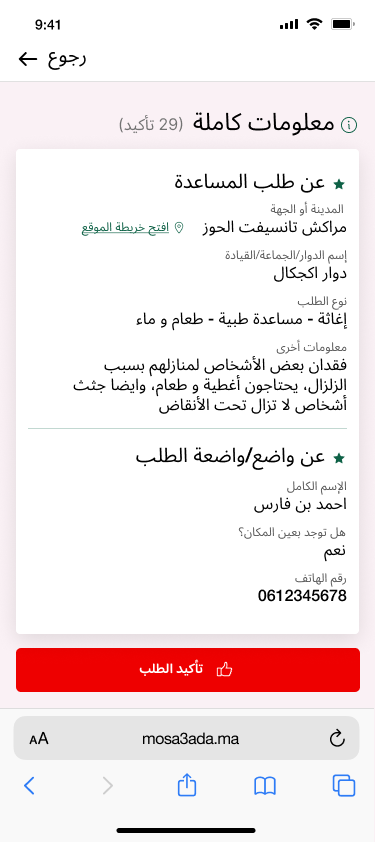 9:41
رجوع
معلومات كاملة (29 تأكيد)
عن طلب المساعدة
المدينة أو الجهة
مراكش تانسيفت الحوز افتح خريطة الموقع
إسم الدوار/الجماعة/القيادة
دوار اكجكال
نوع الطلب
إغاثة - مساعدة طبية - طعام و ماء
معلومات أخرى
فقدان بعض الأشخاص لمنازلهم بسبب
الزلزال، يحتاجون أغطية و طعام، وايضا جثث
أشخاص لا تزال تحت الأنقاض
عن واضع/واضعة الطلب
الإسم الكامل
احمد بن فارس
هل توجد بعين المكان؟
نعم
رقم الهاتف
0612345678
تأكيد الطلب
AA mosa3ada.ma